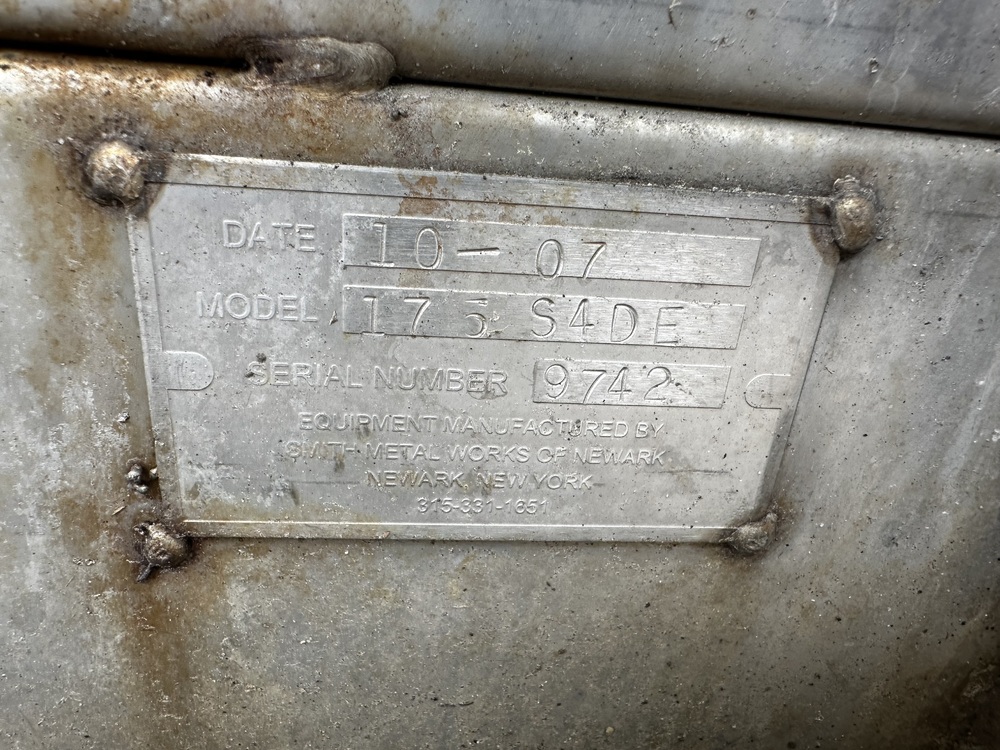 DATE 10-07
MODEL 175 S4DE
SERIAL NUMBER 9742
EQUIPMENT MANUFACTURED BY
SMITH METAL WORKS OF NEWARK
NEWARK, NEW YORK
315-331-1651